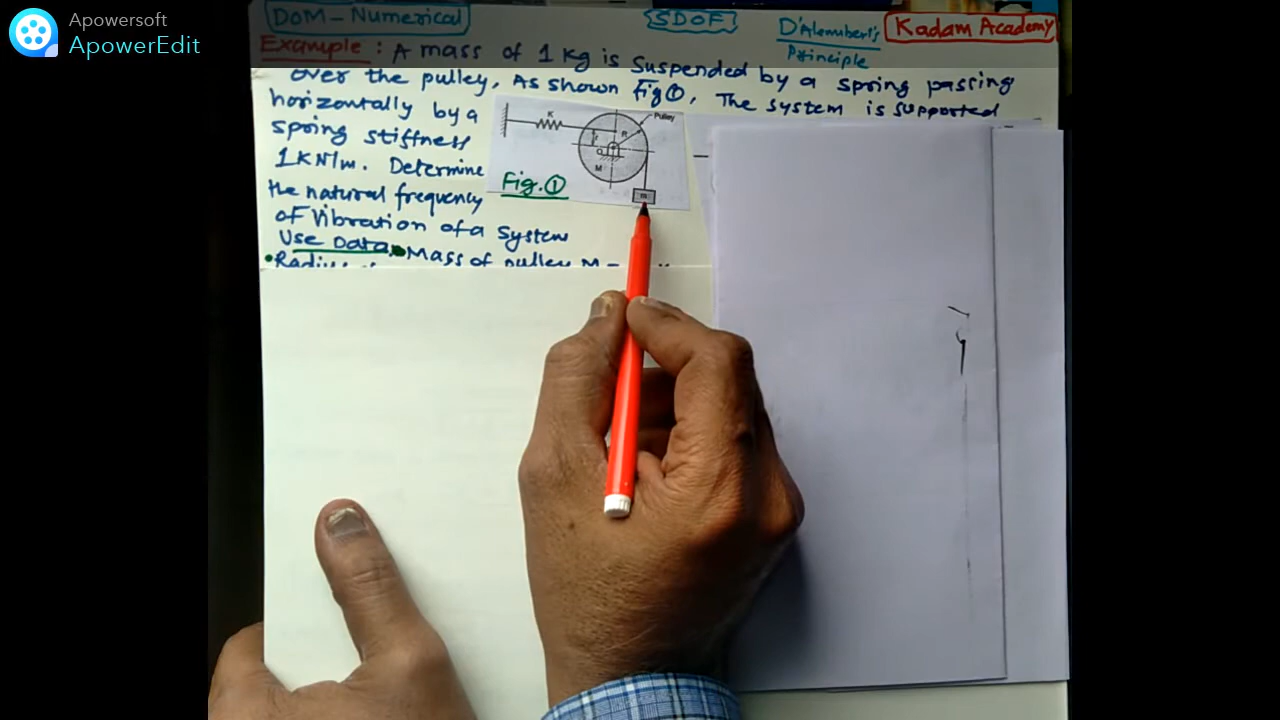 Apowersoft
ApowerEdit
DOM - Numerical
SDOF
D'Alembert's
Principle
Kadam Academy
Example : A mass of 1 kg is suspended by a spring passing
over the pulley, As shown Fig ①, The system is supported
horizontally by a
spring stiffness
1KN/m. Determine
the natural frequency
of Vibration of a System
Use Data.
Mass of pulley M =
K
Pulley
R
r
O
M
m
Fig. ①